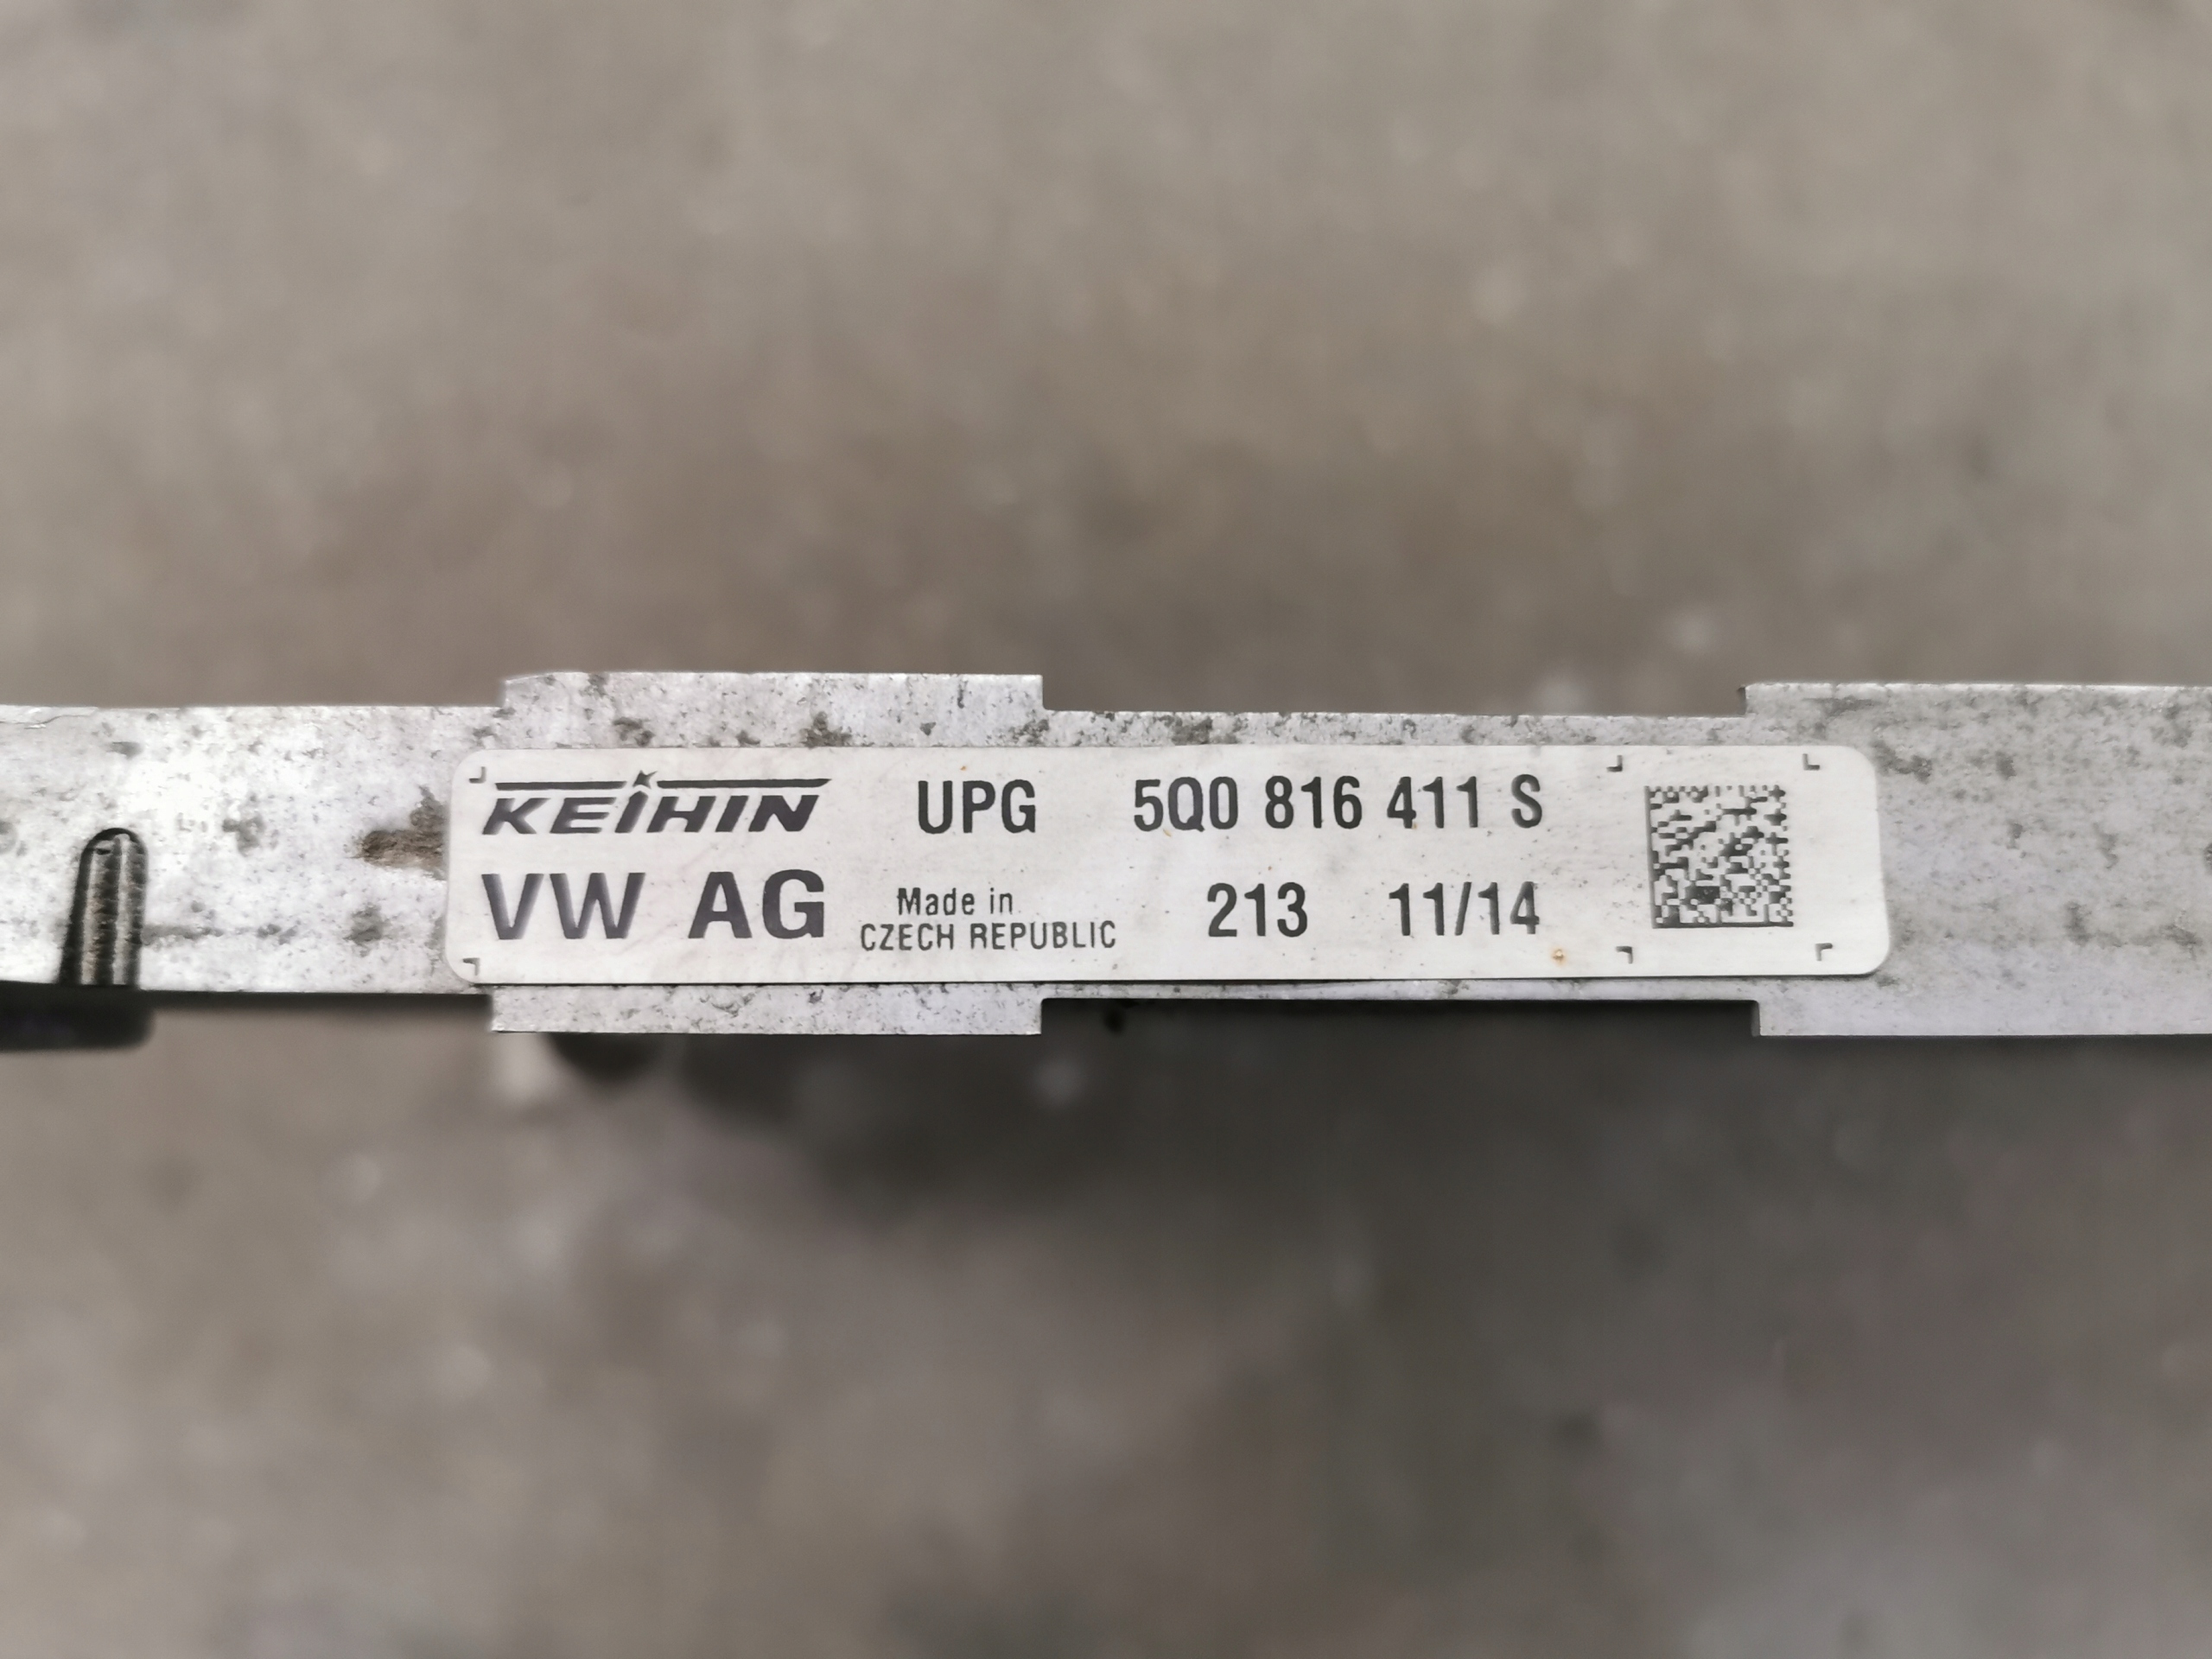 KEIHIN UPG 5Q0 816 411 S
VW AG Made in CZECH REPUBLIC 213 11/14